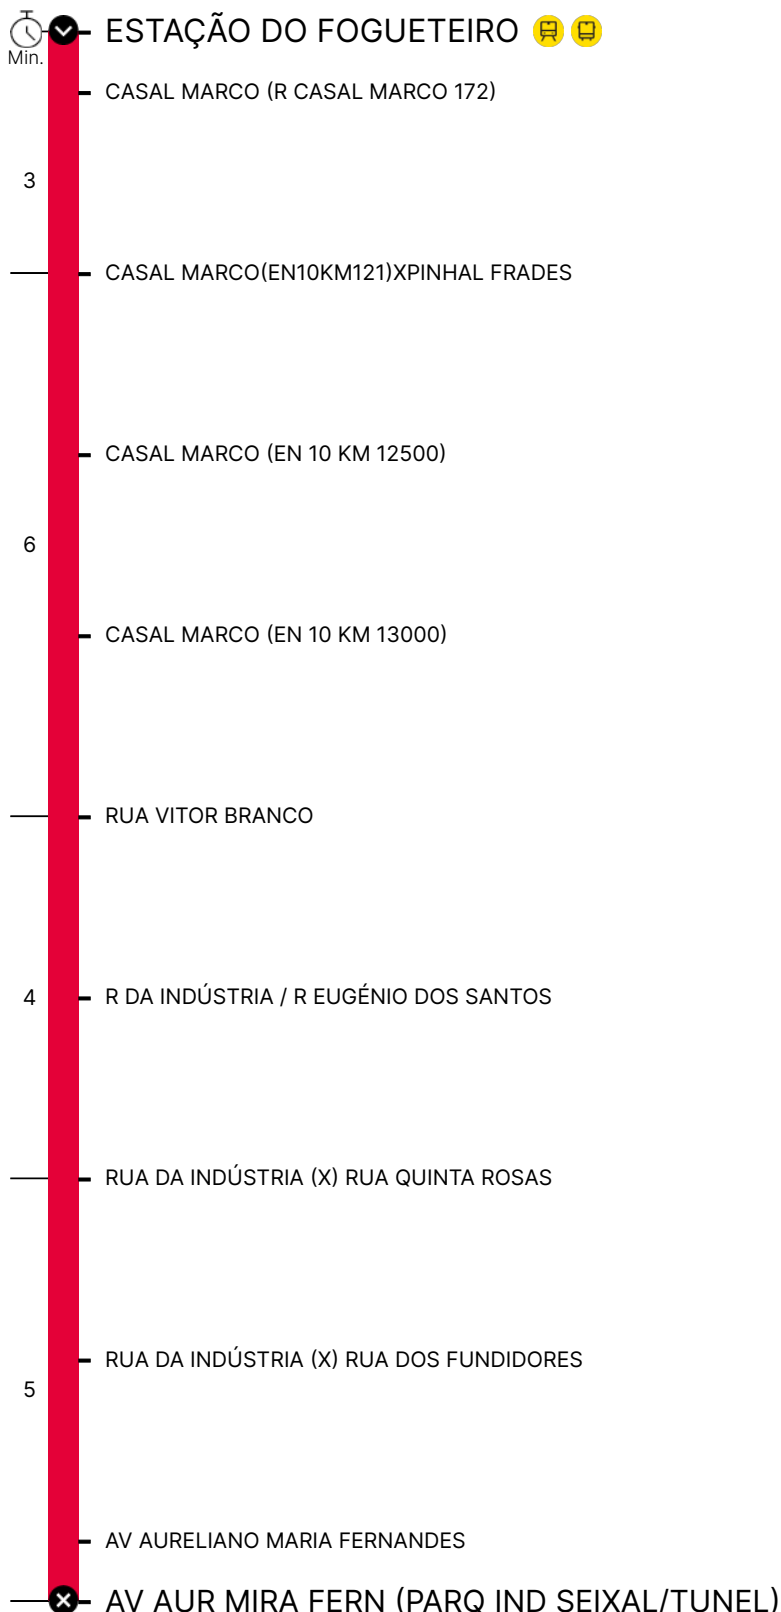 ESTAÇÃO DO FOGUETEIRO
Min.
CASAL MARCO (R CASAL MARCO 172)
3
CASAL MARCO(EN10KM121)XPINHAL FRADES
CASAL MARCO (EN 10 KM 12500)
6
CASAL MARCO (EN 10 KM 13000)
RUA VITOR BRANCO
4
R DA INDÚSTRIA / R EUGÉNIO DOS SANTOS
RUA DA INDÚSTRIA (X) RUA QUINTA ROSAS
RUA DA INDÚSTRIA (X) RUA DOS FUNDIDORES
5
AV AURELIANO MARIA FERNANDES
AV AUR MIRA FERN (PARQ IND SEIXAL/TUNEL)